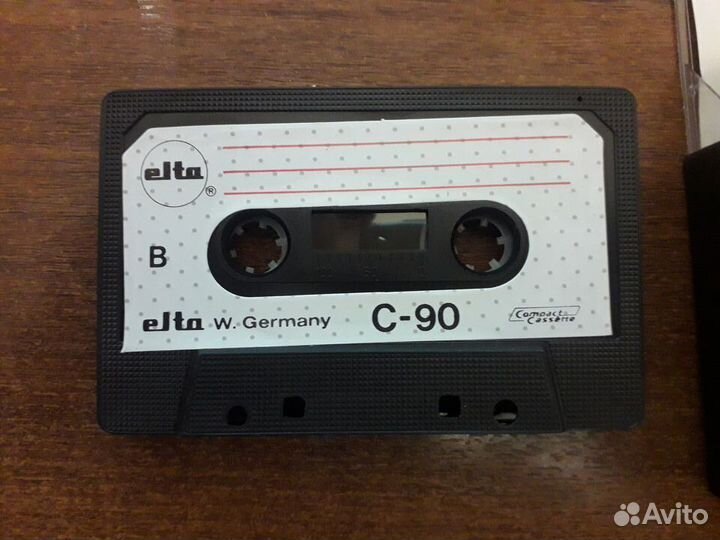 elta
®
B
elta W. Germany C-90
Compact
Cassette
Avito